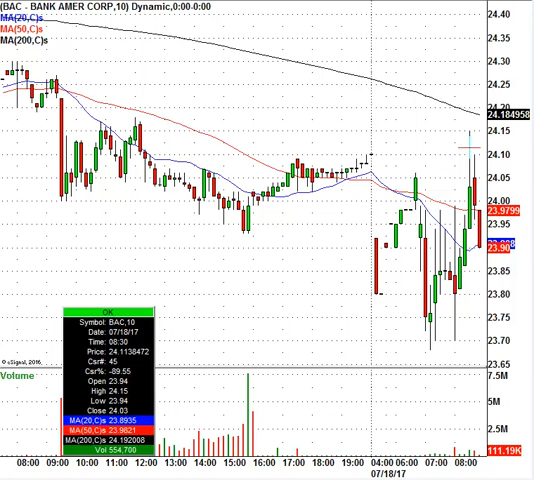 (BAC - BANK AMER CORP,10) Dynamic,0:00-0:00
MA(20,C)s
MA(50,C)s
MA(200,C)s
24.40
24.35
24.30
24.25
24.20
24.184958
24.15
24.10
24.05
24.00
23.9799
23.90
23.85
23.80
23.75
23.70
23.65
© eSignal, 2016
OK
Symbol: BAC,10
Date: 07/18/17
Time: 08:30
Price: 24.1138472
Csr#: 45
Csr%: -89.55
Open 23.94
High 24.15
Low 23.94
Close 24.03
MA(20,C)s 23.8935
MA(50,C)s 23.9821
MA(200,C)s 24.192008
Vol 554,700
Volume
7.5M
5M
2.5M
111.19K
08:00 09:00 10:00 11:00 12:00 13:00 14:00 15:00 16:00 17:00 18:00 19:00 04:00 06:00 07:00 08:00
07/18/17